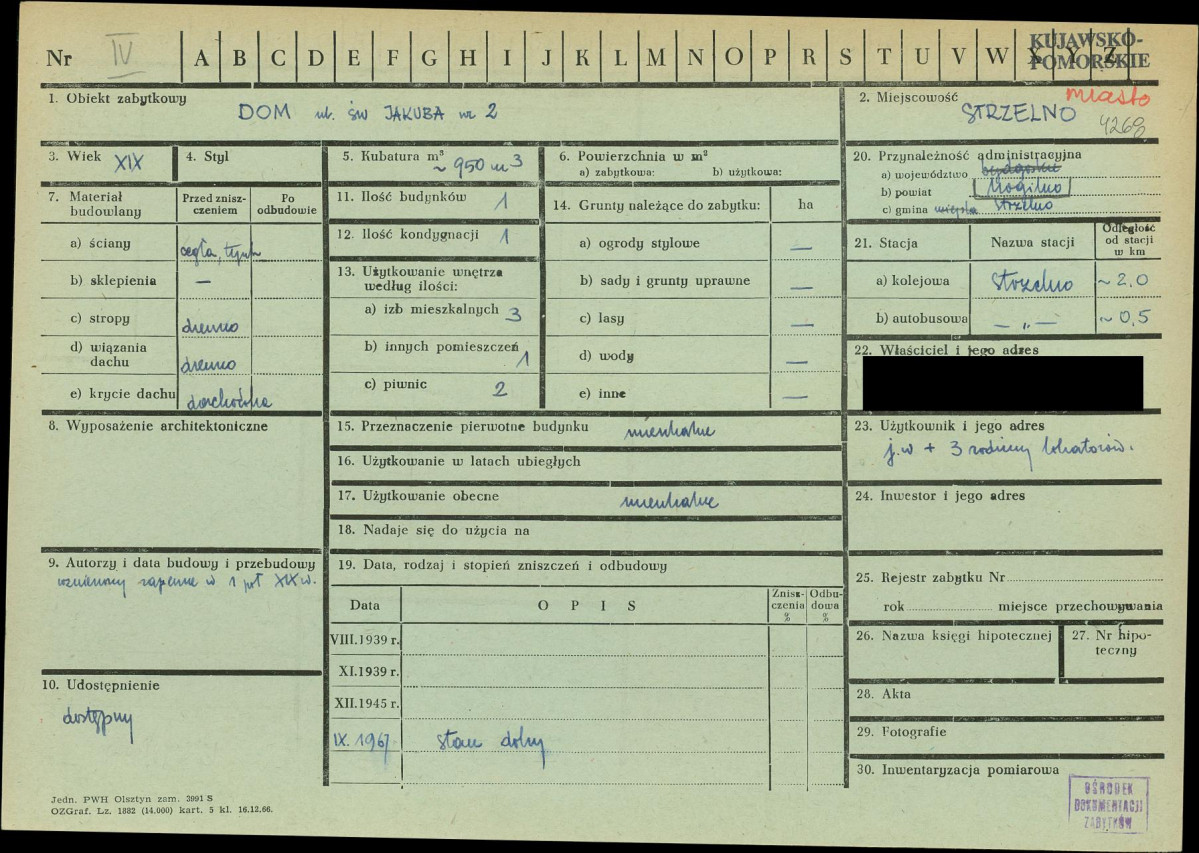 Nr IV A B C D E F G H I J K L M N O P R S T U V W X Y Z
KUJAWSKO-
POMORSKIE
1. Obiekt zabytkowy
DOM ul. św JAKUBA nr 2
2. Miejscowość miasto
STRZELNO 4268
3. Wiek XIX
4. Styl
5. Kubatura m³
~ 950 m3
6. Powierzchnia w m²
a) zabytkowa: b) użytkowa:
20. Przynależność administracyjna
a) województwo bydgoskie
b) powiat Mogilno
c) gmina miejska Strzelno
7. Materiał budowlany
Przed zniszczeniem
Po odbudowie
a) ściany cegła, tynk
b) sklepienia —
c) stropy drewno
d) wiązania dachu drewno
e) krycie dachu dachówka
11. Ilość budynków 1
12. Ilość kondygnacji 1
13. Użytkowanie wnętrza
według ilości:
a) izb mieszkalnych 3
b) innych pomieszczeń 1
c) piwnic 2
14. Grunty należące do zabytku: ha
a) ogrody stylowe —
b) sady i grunty uprawne —
c) lasy —
d) wody —
e) inne —
21. Stacja Nazwa stacji
Odległość
od stacji
w km
a) kolejowa Strzelno ~ 2,0
b) autobusowa — „ — ~ 0,5
22. Właściciel i jego adres
8. Wyposażenie architektoniczne
15. Przeznaczenie pierwotne budynku mieszkalne
16. Użytkowanie w latach ubiegłych
17. Użytkowanie obecne mieszkalne
18. Nadaje się do użycia na
23. Użytkownik i jego adres
j.w + 3 rodziny lokatorów.
24. Inwestor i jego adres
9. Autorzy i data budowy i przebudowy
wzniesiony zapewne w 1 poł XIX w.
19. Data, rodzaj i stopień zniszczeń i odbudowy
Data OPIS
Znisz-
czenia
%
Odbu-
dowa
%
VIII.1939 r.
XI.1939 r.
XII.1945 r.
IX. 1967 stan dobry
25. Rejestr zabytku Nr
rok miejsce przechowywania
26. Nazwa księgi hipotecznej
27. Nr hipo-
teczny
10. Udostępnienie
dostępny
28. Akta
29. Fotografie
30. Inwentaryzacja pomiarowa
OŚRODEK
DOKUMENTACJI
ZABYTKÓW
Jedn. PWH Olsztyn zam. 3991 S
OZGraf. Lz. 1882 (14.000) kart. 5 kl. 16.12.66.